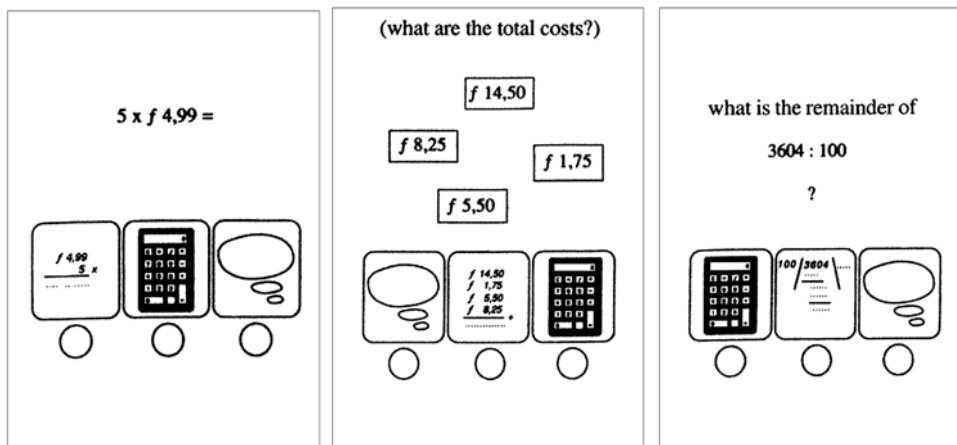 5 x ƒ 4,99 =
ƒ 4,99
5 x
(what are the total costs?)
ƒ 14,50
ƒ 8,25
ƒ 1,75
ƒ 5,50
ƒ 14,50
ƒ 1,75
ƒ 5,50
ƒ 8,25
+
what is the remainder of
3604 : 100
?
100/3604\